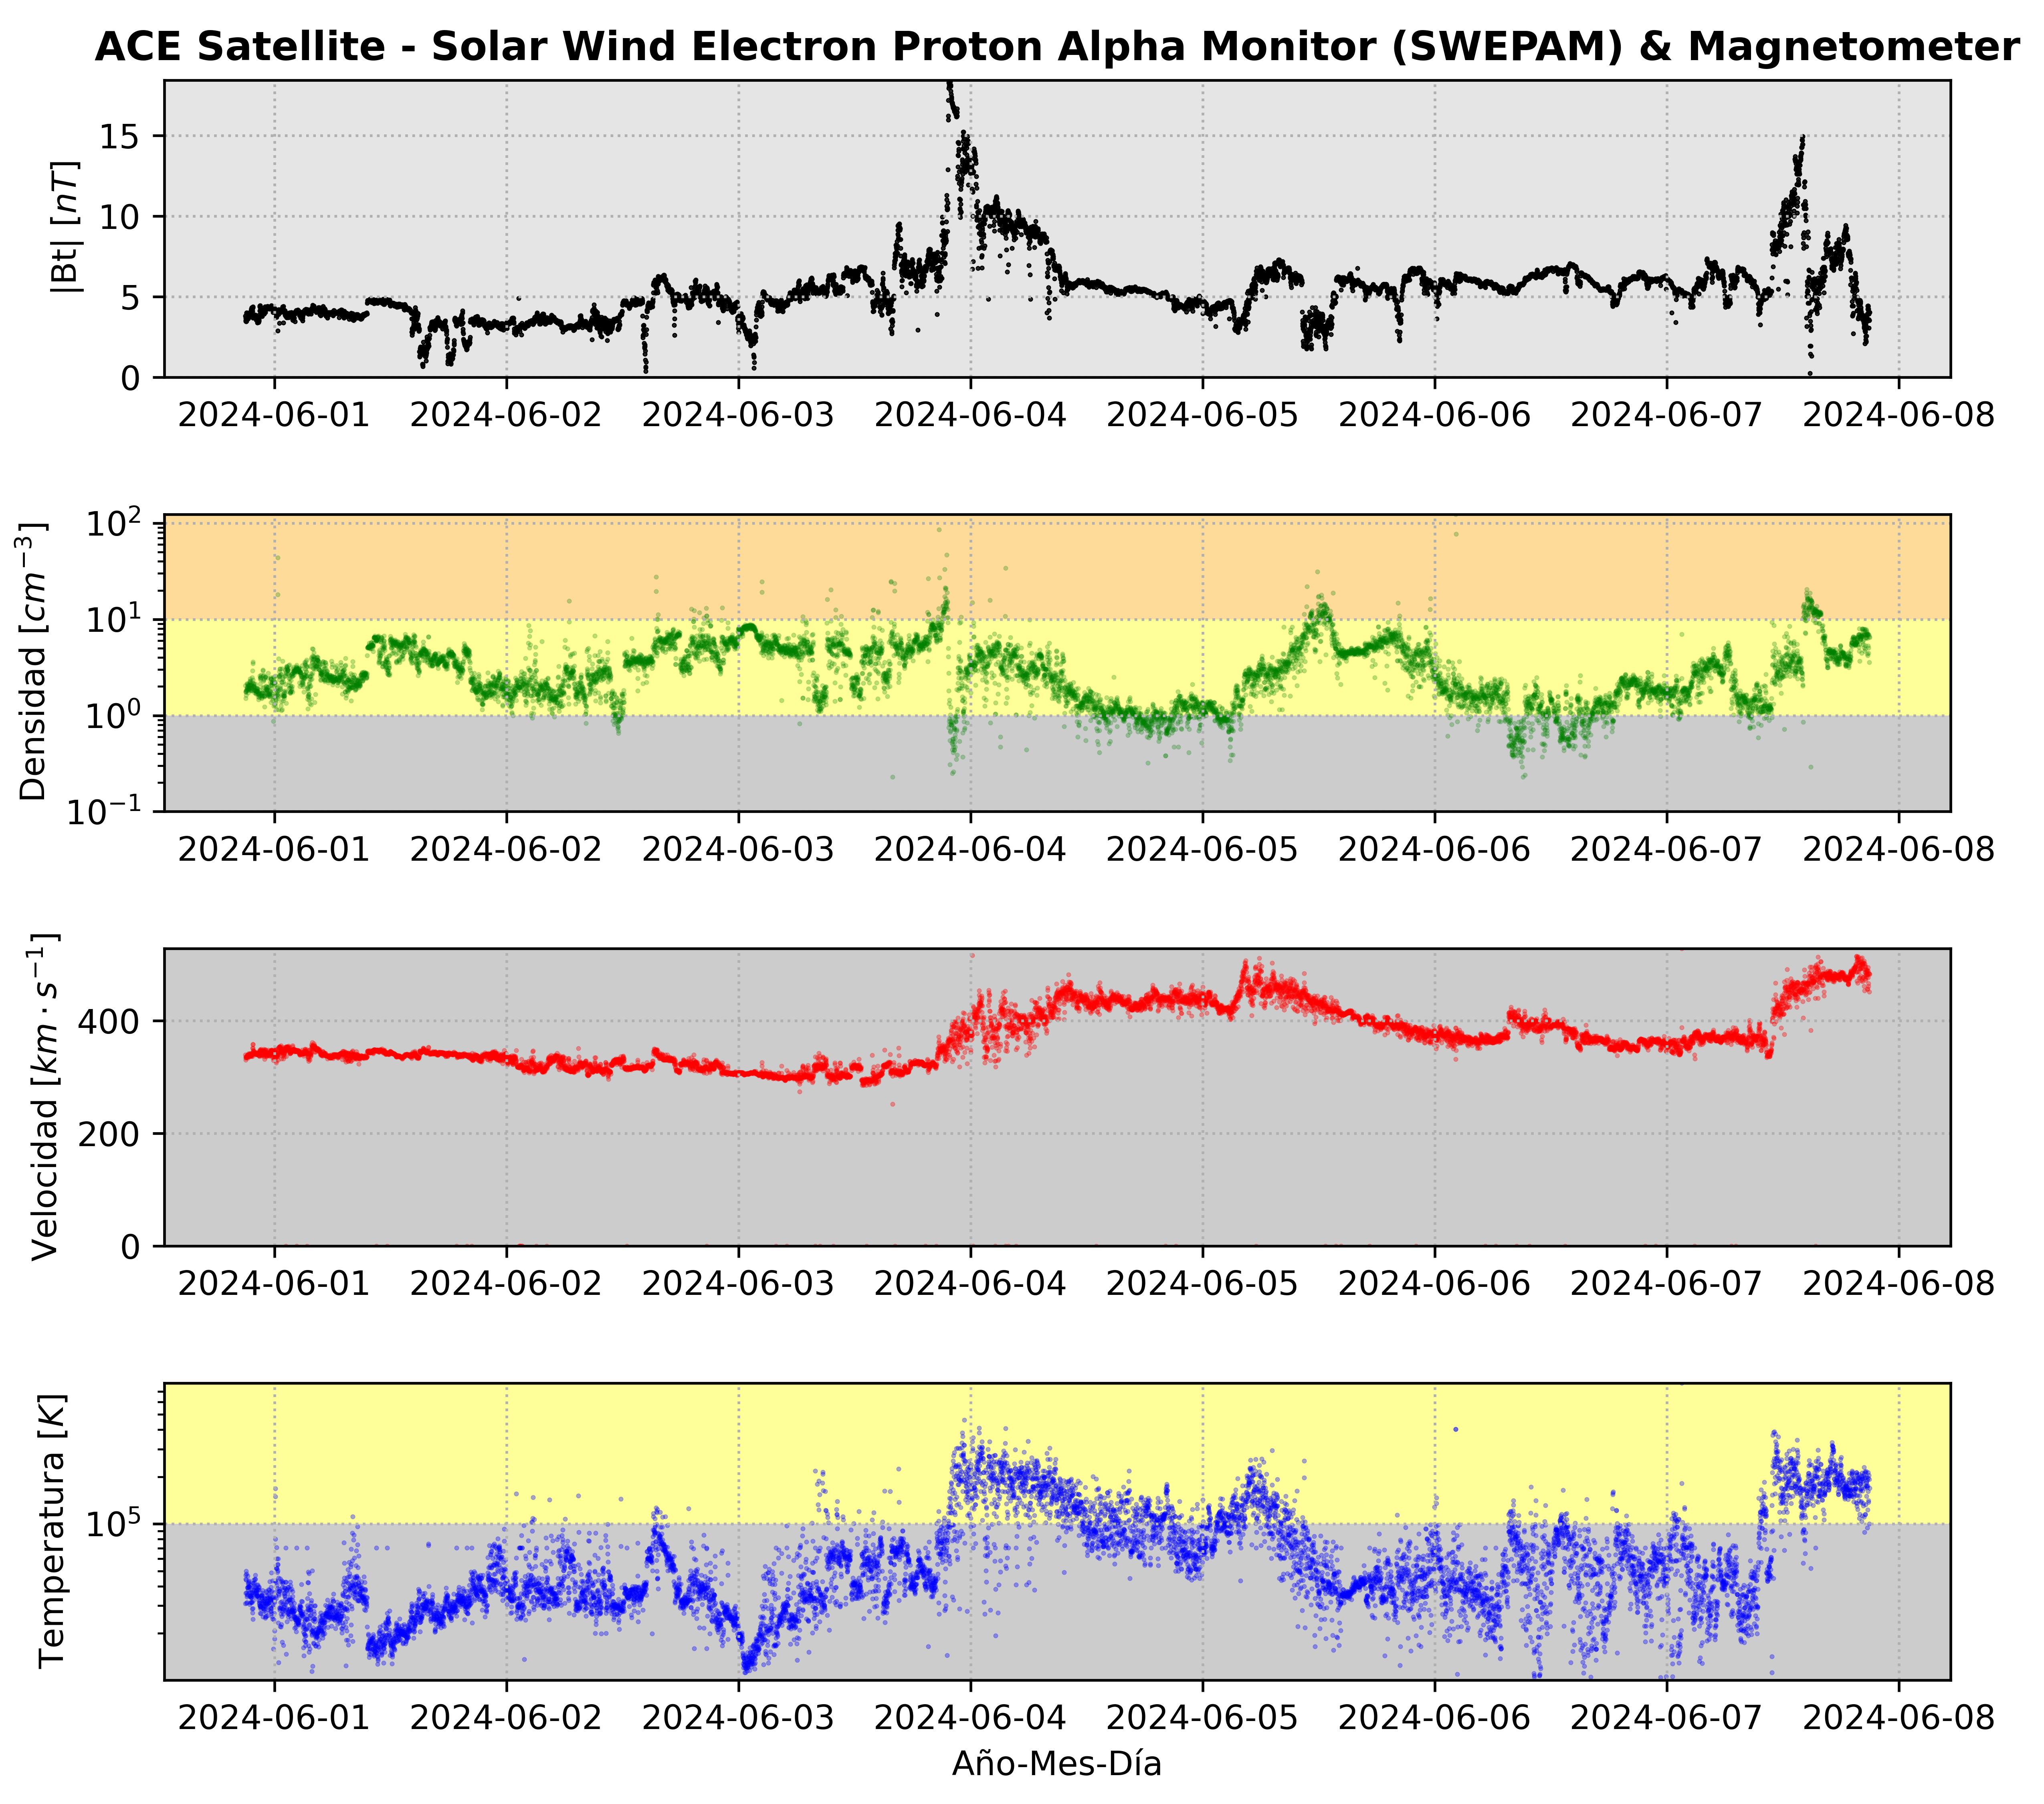 ACE Satellite - Solar Wind Electron Proton Alpha Monitor (SWEPAM) & Magnetometer
|Bt| [nT]
15
10
5
0
2024-06-01 2024-06-02 2024-06-03 2024-06-04 2024-06-05 2024-06-06 2024-06-07 2024-06-08
Densidad [cm⁻³]
10²
10¹
10⁰
10⁻¹
2024-06-01 2024-06-02 2024-06-03 2024-06-04 2024-06-05 2024-06-06 2024-06-07 2024-06-08
Velocidad [km · s⁻¹]
400
200
0
2024-06-01 2024-06-02 2024-06-03 2024-06-04 2024-06-05 2024-06-06 2024-06-07 2024-06-08
Temperatura [K]
10⁵
2024-06-01 2024-06-02 2024-06-03 2024-06-04 2024-06-05 2024-06-06 2024-06-07 2024-06-08
Año-Mes-Día